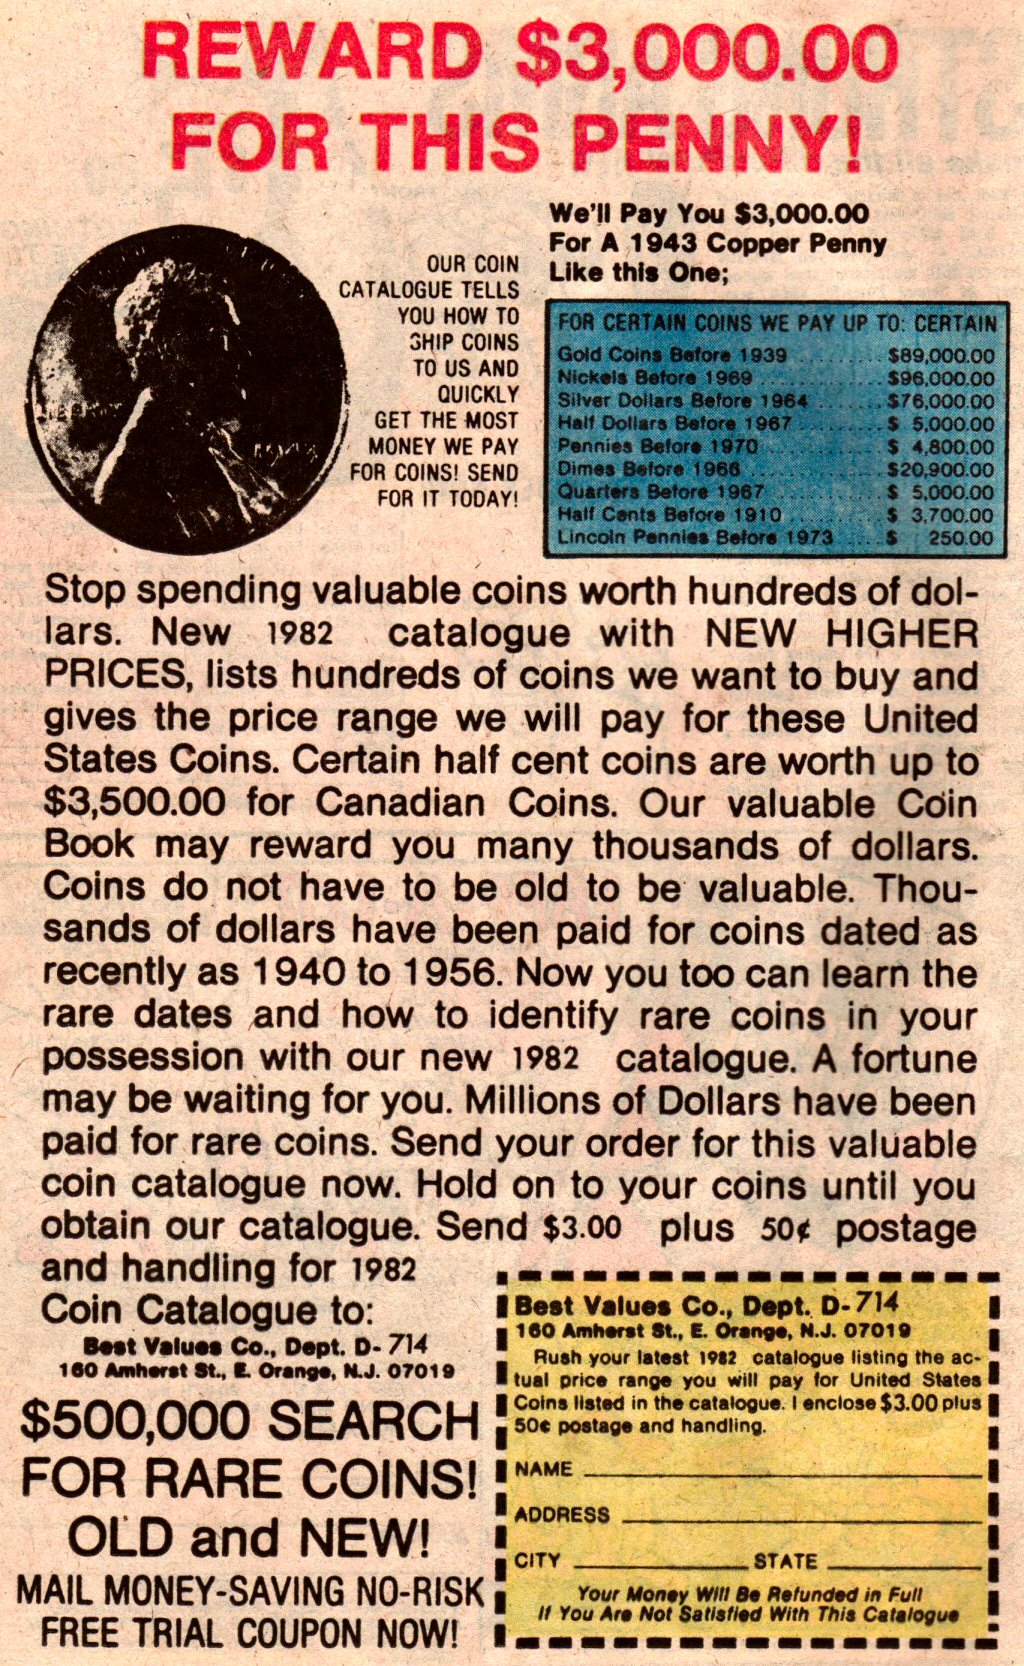 REWARD $3,000.00
FOR THIS PENNY!
OUR COIN
CATALOGUE TELLS
YOU HOW TO
SHIP COINS
TO US AND
QUICKLY
GET THE MOST
MONEY WE PAY
FOR COINS! SEND
FOR IT TODAY!
We'll Pay You $3,000.00
For A 1943 Copper Penny
Like this One;
FOR CERTAIN COINS WE PAY UP TO: CERTAIN
Gold Coins Before 1939 ......... $89,000.00
Nickels Before 1969 ............ $96,000.00
Silver Dollars Before 1964 ....... $76,000.00
Half Dollars Before 1967 ........ $ 5,000.00
Pennies Before 1970 ............ $ 4,800.00
Dimes Before 1966 ............. $20,900.00
Quarters Before 1967 ........... $ 5,000.00
Half Cents Before 1910 .......... $ 3,700.00
Lincoln Pennies Before 1973 .... $ 250.00
Stop spending valuable coins worth hundreds of dol-
lars. New 1982 catalogue with NEW HIGHER
PRICES, lists hundreds of coins we want to buy and
gives the price range we will pay for these United
States Coins. Certain half cent coins are worth up to
$3,500.00 for Canadian Coins. Our valuable Coin
Book may reward you many thousands of dollars.
Coins do not have to be old to be valuable. Thou-
sands of dollars have been paid for coins dated as
recently as 1940 to 1956. Now you too can learn the
rare dates and how to identify rare coins in your
possession with our new 1982 catalogue. A fortune
may be waiting for you. Millions of Dollars have been
paid for rare coins. Send your order for this valuable
coin catalogue now. Hold on to your coins until you
obtain our catalogue. Send $3.00 plus 50¢ postage
and handling for 1982
Coin Catalogue to:
Best Values Co., Dept. D- 714
160 Amherst St., E. Orange, N.J. 07019
$500,000 SEARCH
FOR RARE COINS!
OLD and NEW!
MAIL MONEY-SAVING NO-RISK
FREE TRIAL COUPON NOW!
Best Values Co., Dept. D- 714
160 Amherst St., E. Orange, N.J. 07019
Rush your latest 1982 catalogue listing the ac-
tual price range you will pay for United States
Coins listed in the catalogue. I enclose $3.00 plus
50¢ postage and handling.
NAME
ADDRESS
CITY STATE
Your Money Will Be Refunded in Full
If You Are Not Satisfied With This Catalogue